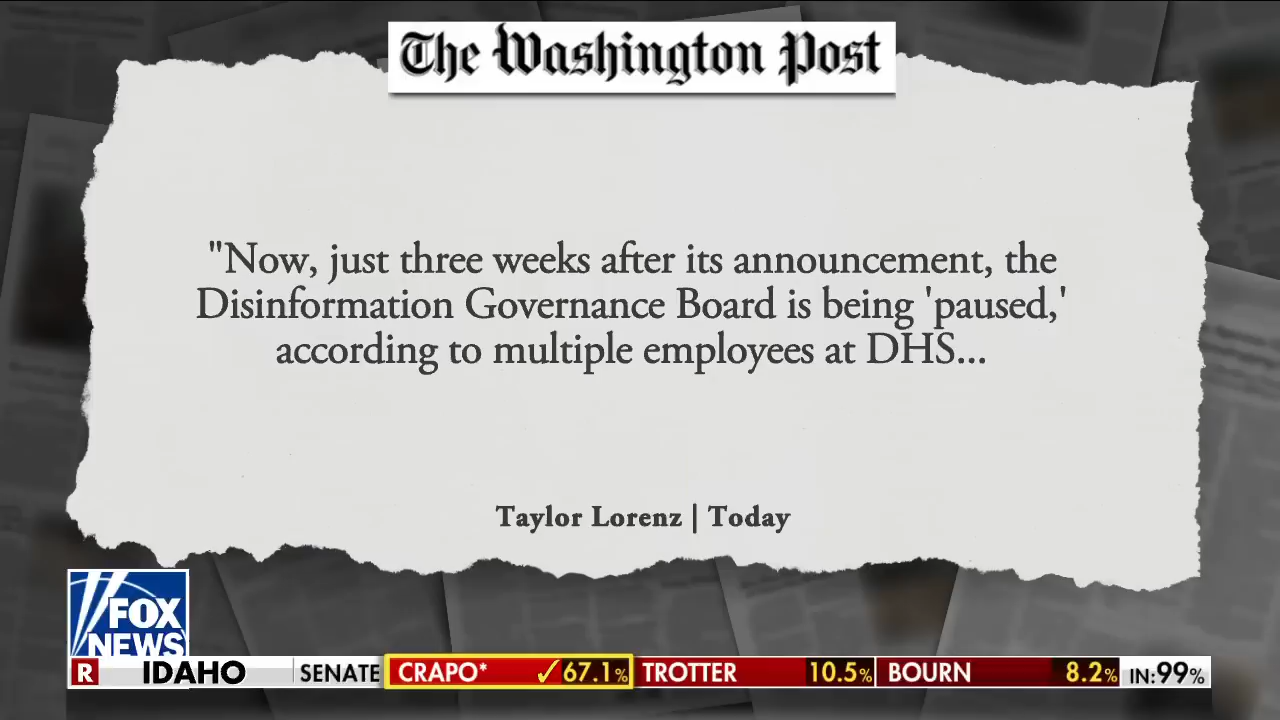 The Washington Post
"Now, just three weeks after its announcement, the
Disinformation Governance Board is being 'paused,'
according to multiple employees at DHS...
Taylor Lorenz | Today
FOX
NEWS
R IDAHO SENATE CRAPO* ✓67.1% TROTTER 10.5% BOURN 8.2% IN:99%